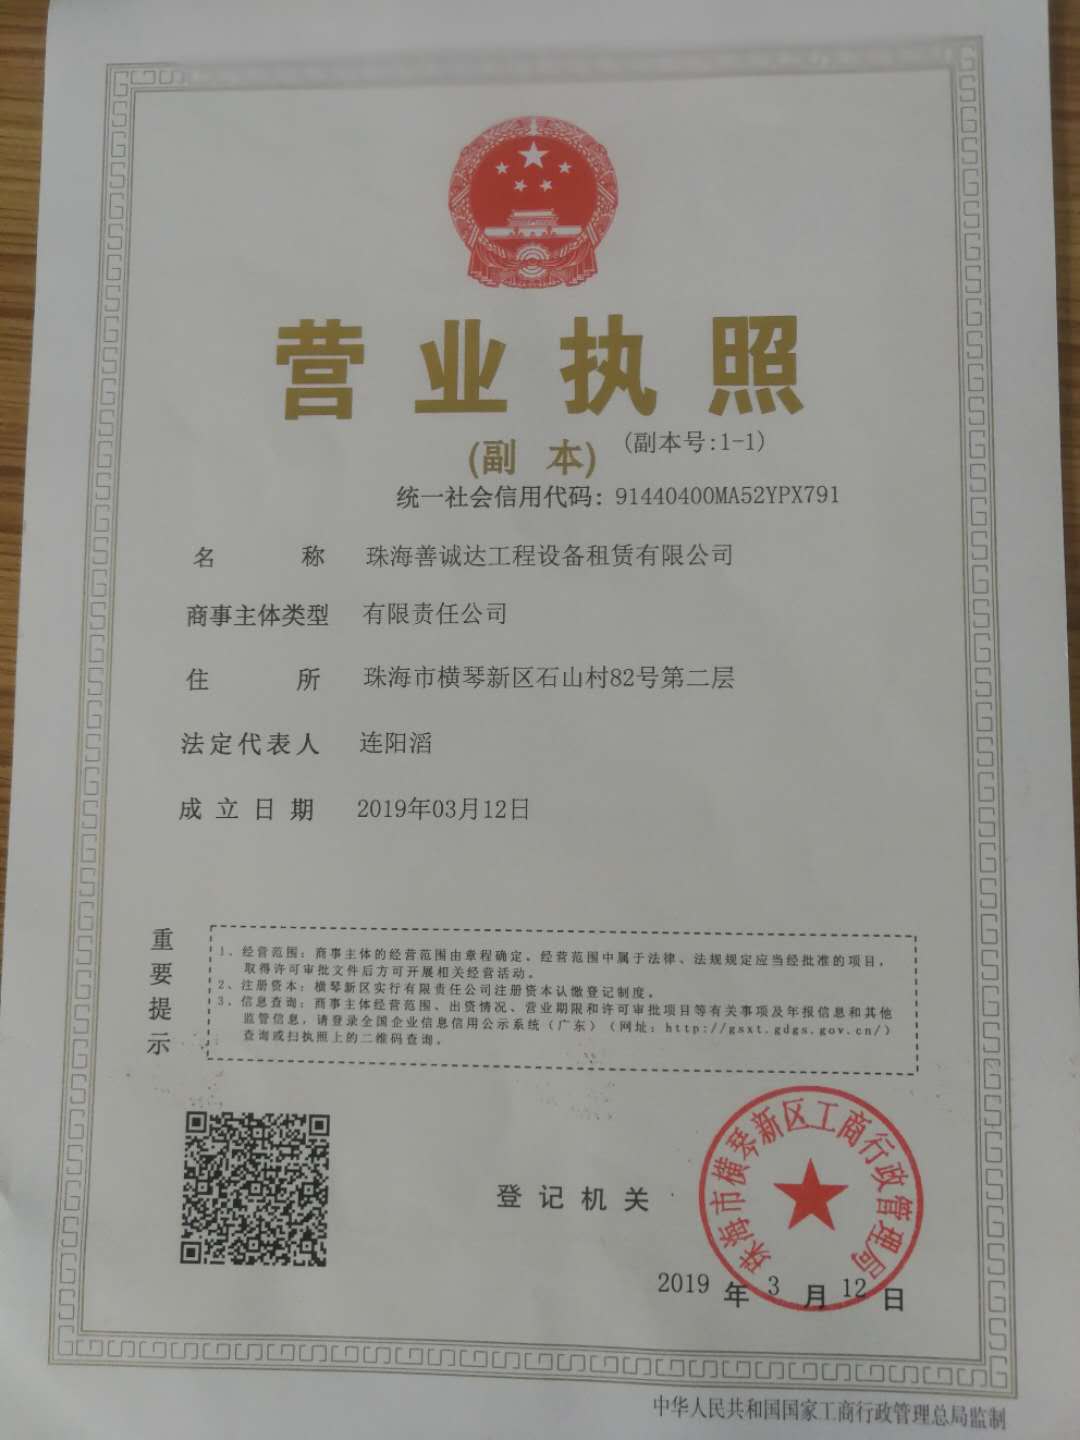 营业执照
(副 本) (副本号:1-1)
统一社会信用代码：91440400MA52YPX791
名称 珠海善诚达工程设备租赁有限公司
商事主体类型 有限责任公司
住所 珠海市横琴新区石山村82号第二层
法定代表人 连阳滔
成立日期 2019年03月12日
重要提示
1、经营范围：商事主体的经营范围由章程确定。经营范围中属于法律、法规规定应当经批准的项目，
取得许可审批文件后方可开展相关经营活动。
2、注册资本：横琴新区实行有限责任公司注册资本认缴登记制度。
3、信息查询：商事主体经营范围、出资情况、营业期限和许可审批项目等有关事项及年报信息和其他
监管信息，请登录全国企业信息信用公示系统（广东）（网址：http://gsxt.gdgs.gov.cn/）
查询或扫执照上的二维码查询。
登记机关
珠海市横琴新区工商行政管理局
2019 年 3 月 12 日
中华人民共和国国家工商行政管理总局监制